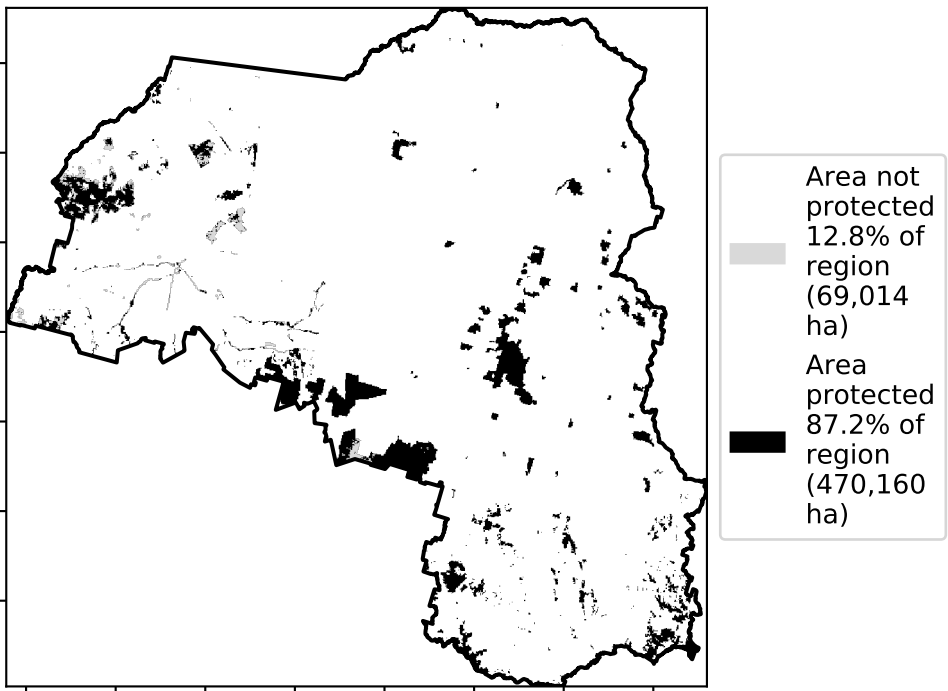 Area not
protected
12.8% of
region
(69,014
ha)
Area
protected
87.2% of
region
(470,160
ha)